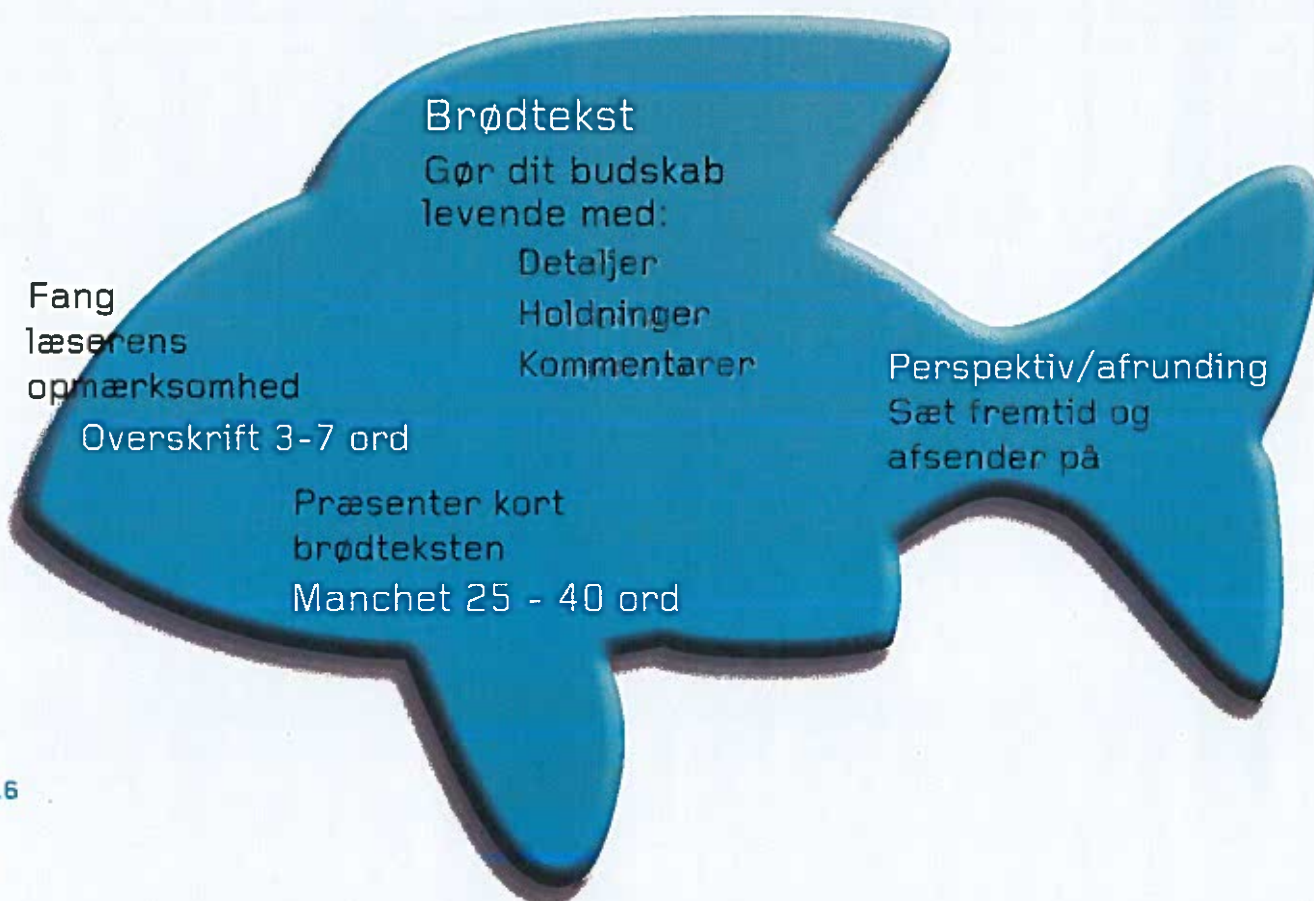 Brødtekst
Gør dit budskab
levende med:
Detaljer
Holdninger
Kommentarer
Fang
læserens
opmærksomhed
Overskrift 3-7 ord
Præsenter kort
brødteksten
Manchet 25 - 40 ord
Perspektiv/afrunding
Sæt fremtid og
afsender på